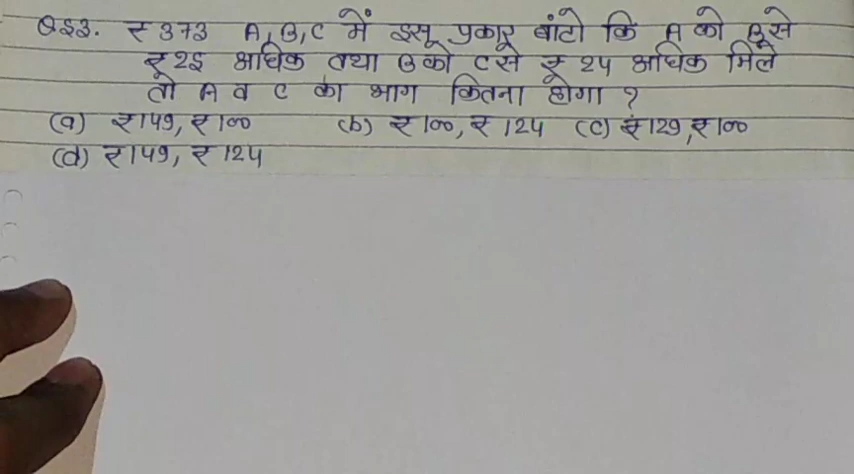 Q53. ₹ 373 A, B, C में इस प्रकार बांटो कि A को B से
₹ 25 अधिक तथा B को C से ₹ 24 अधिक मिले
तो A व C का भाग कितना होगा ?
(a) ₹149, ₹100 (b) ₹100, ₹124 (c) ₹129, ₹100
(d) ₹149, ₹124